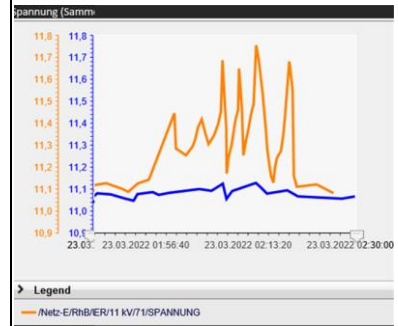 Spannung (Samm
11,8 11,8
11,7 11,7
11,6 11,6
11,5 11,5
11,4 11,4
11,3 11,3
11,2 11,2
11,1 11,1
11,0 11,0
10,9 10,9
23.03. 23.03.2022 01:56:40 23.03.2022 02:13:20 23.03.2022 02:30:00
Legend
/Netz-E/RhB/ER/11 kV/71/SPANNUNG